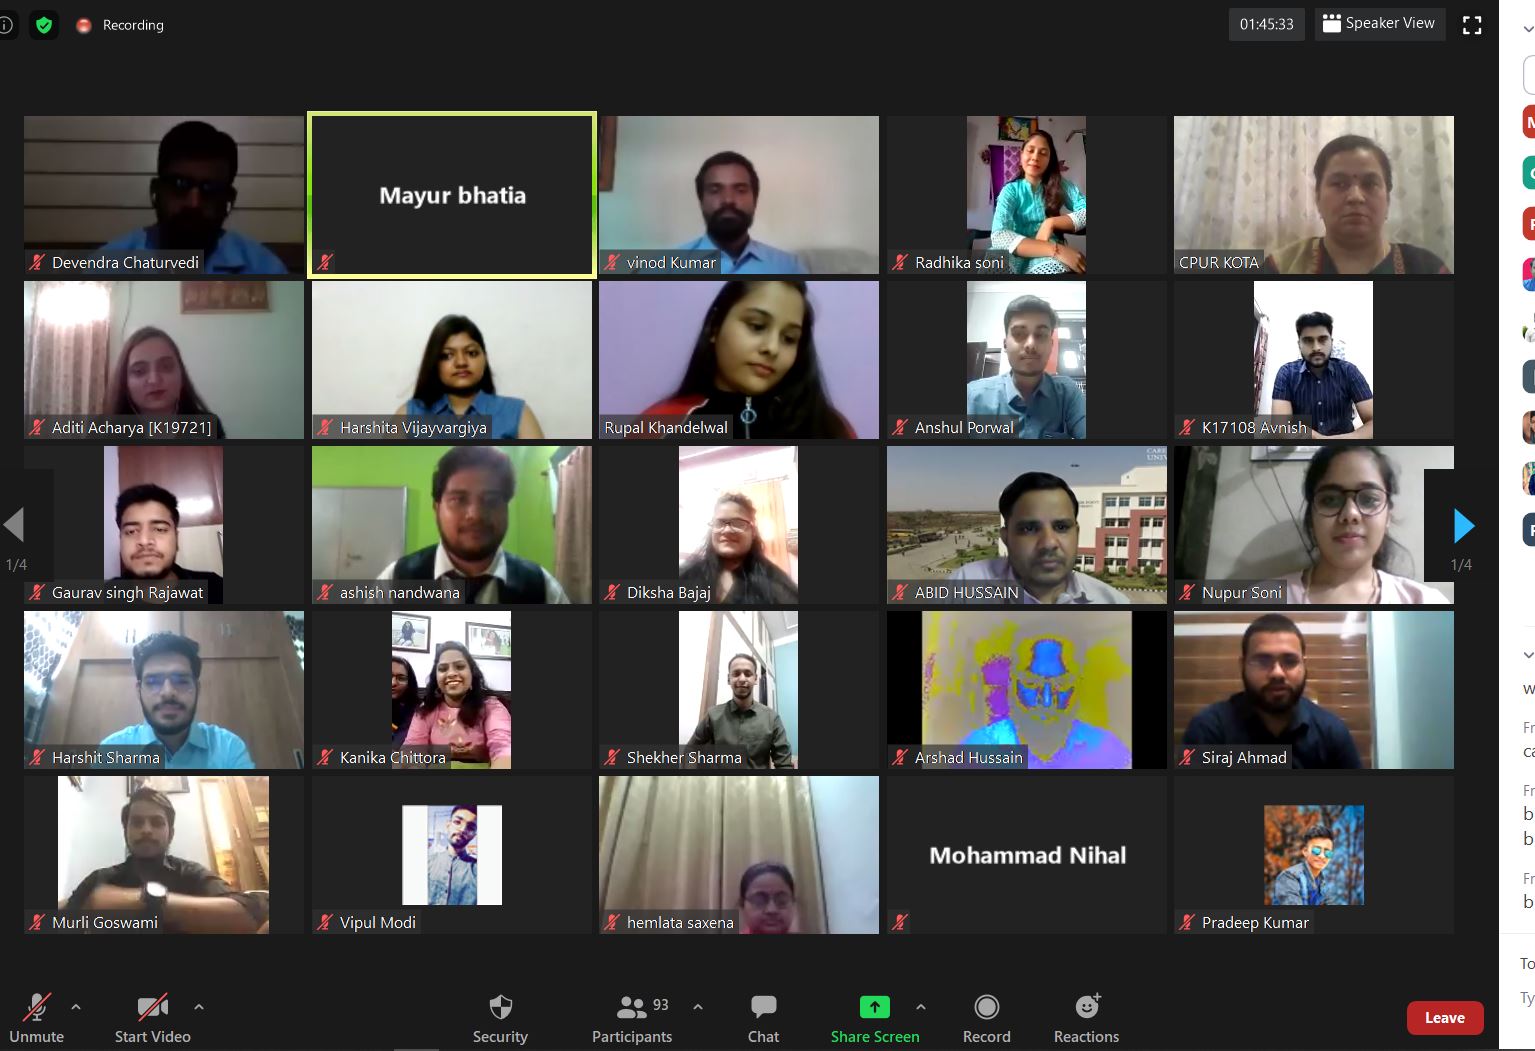 Recording
01:45:33
Speaker View
Devendra Chaturvedi
Mayur bhatia
vinod Kumar
Radhika soni
CPUR KOTA
Aditi Acharya [K19721]
Harshita Vijayvargiya
Rupal Khandelwal
Anshul Porwal
K17108 Avnish
1/4
Gaurav singh Rajawat
ashish nandwana
Diksha Bajaj
ABID HUSSAIN
Nupur Soni
1/4
Harshit Sharma
Kanika Chittora
Shekher Sharma
Arshad Hussain
Siraj Ahmad
Murli Goswami
Vipul Modi
hemlata saxena
Mohammad Nihal
Pradeep Kumar
Unmute
Start Video
Security
93
Participants
Chat
Share Screen
Record
Reactions
Leave